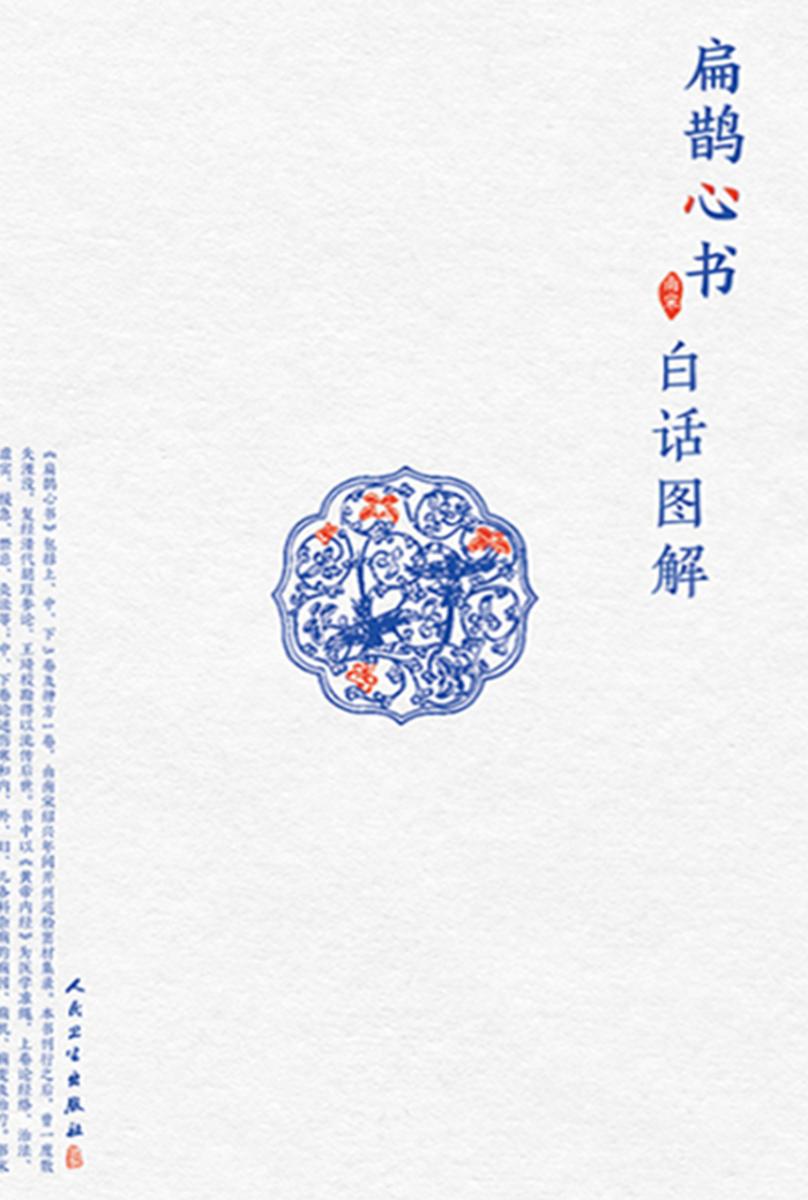 扁鹊心书
南宋
白话图解
人民卫生出版社
《扁鹊心书》包括上、中、下3卷及神方一卷，由南宋绍兴年间开州巡检窦材集录。本书刊行之后，曾一度散
失湮没，复经清代胡珏参论，王琦校勘得以流传后世。书中以《黄帝内经》为医学准绳，上卷论经络、治法、
虚实、缓急、禁忌、灸法等；中、下卷论述伤寒和内、外、妇、儿各科杂病的病因、病机、病变及治疗。书末